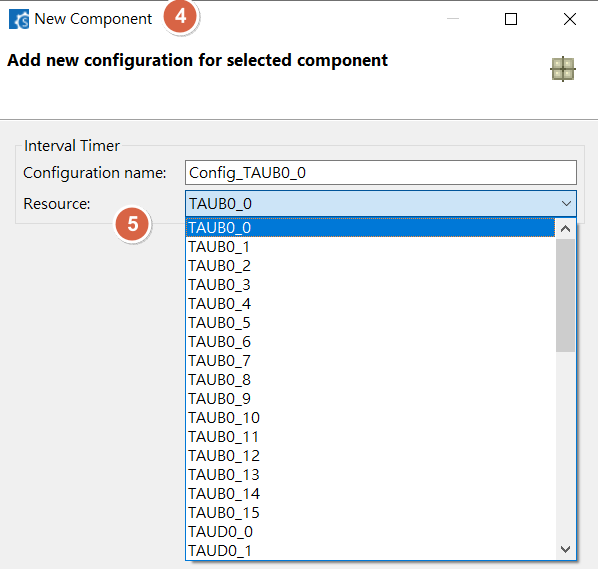 New Component
4
Add new configuration for selected component
Interval Timer
Configuration name:
Config_TAUB0_0
Resource:
TAUB0_0
5
TAUB0_0
TAUB0_1
TAUB0_2
TAUB0_3
TAUB0_4
TAUB0_5
TAUB0_6
TAUB0_7
TAUB0_8
TAUB0_9
TAUB0_10
TAUB0_11
TAUB0_12
TAUB0_13
TAUB0_14
TAUB0_15
TAUD0_0
TAUD0_1